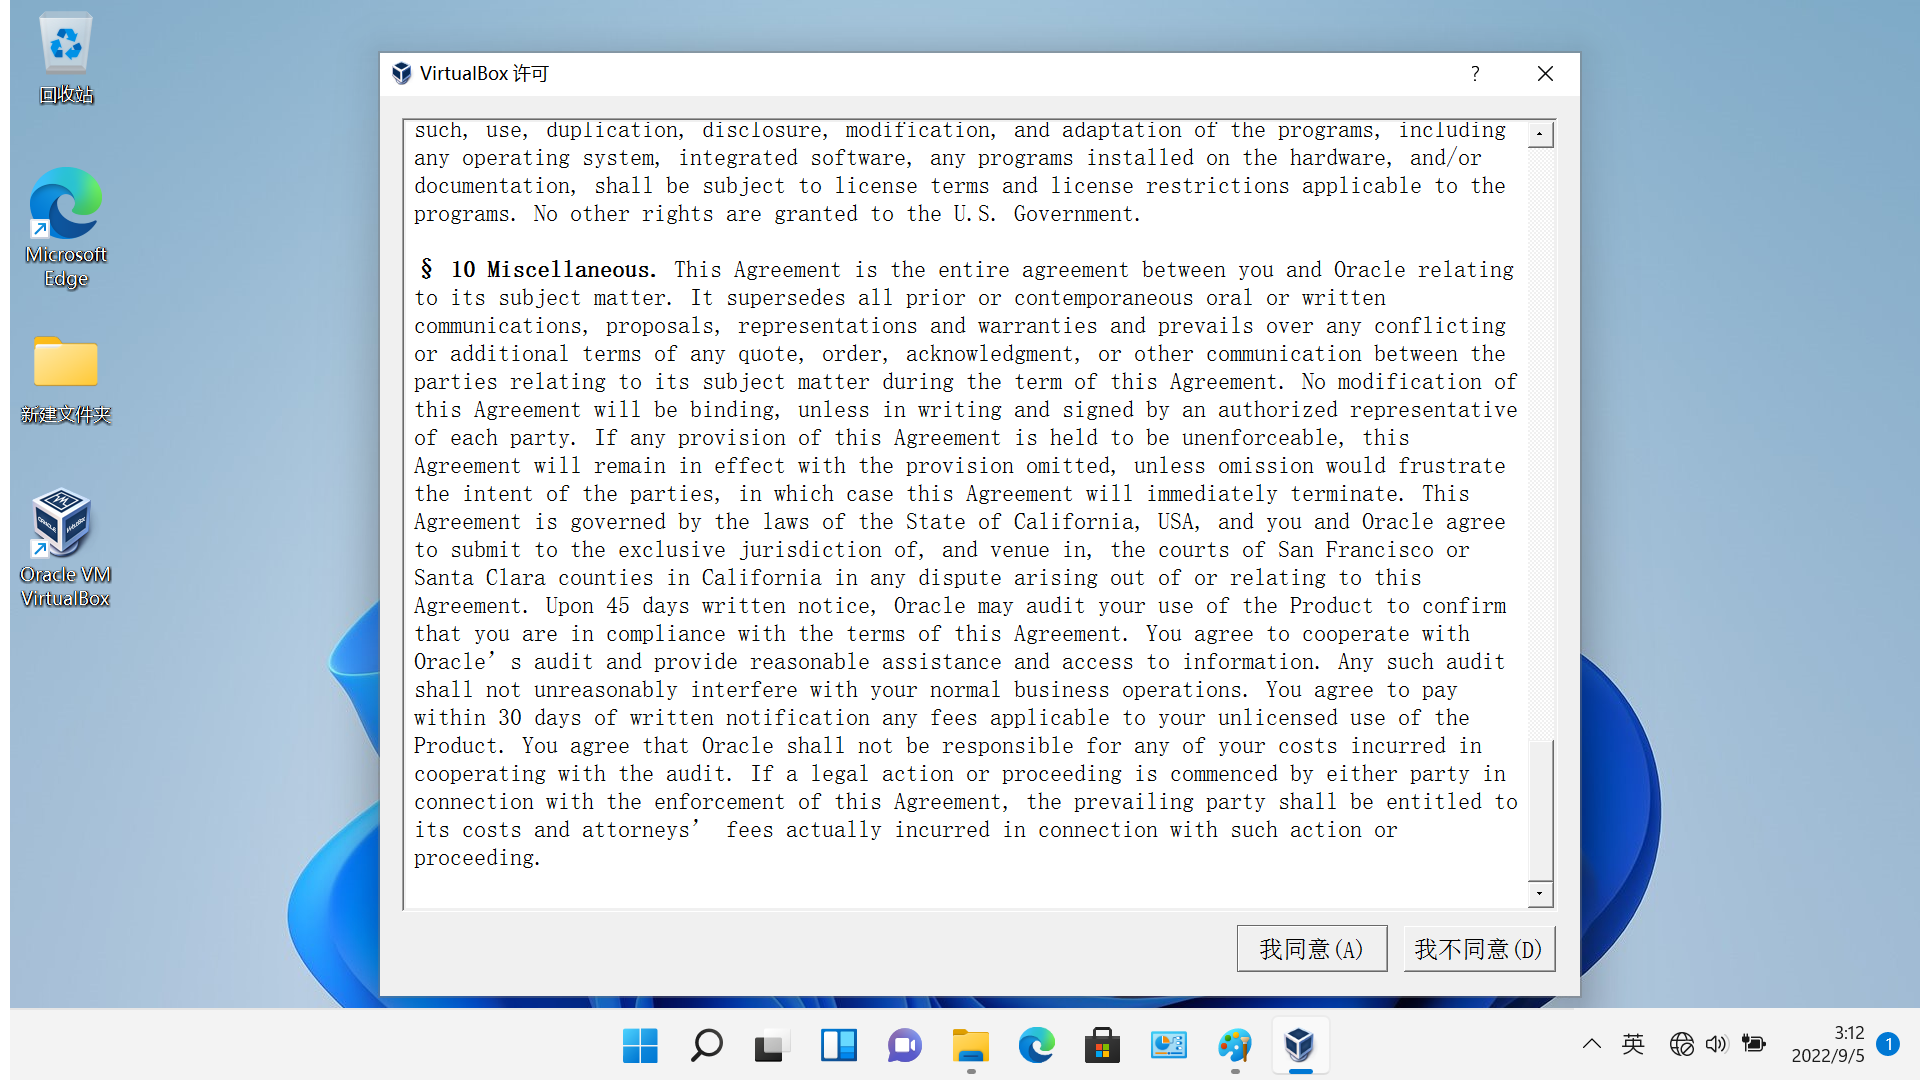 回收站
Microsoft
Edge
新建文件夹
Oracle VM
VirtualBox
VirtualBox 许可
?
such, use, duplication, disclosure, modification, and adaptation of the programs, including
any operating system, integrated software, any programs installed on the hardware, and/or
documentation, shall be subject to license terms and license restrictions applicable to the
programs. No other rights are granted to the U.S. Government.
§ 10 Miscellaneous. This Agreement is the entire agreement between you and Oracle relating
to its subject matter. It supersedes all prior or contemporaneous oral or written
communications, proposals, representations and warranties and prevails over any conflicting
or additional terms of any quote, order, acknowledgment, or other communication between the
parties relating to its subject matter during the term of this Agreement. No modification of
this Agreement will be binding, unless in writing and signed by an authorized representative
of each party. If any provision of this Agreement is held to be unenforceable, this
Agreement will remain in effect with the provision omitted, unless omission would frustrate
the intent of the parties, in which case this Agreement will immediately terminate. This
Agreement is governed by the laws of the State of California, USA, and you and Oracle agree
to submit to the exclusive jurisdiction of, and venue in, the courts of San Francisco or
Santa Clara counties in California in any dispute arising out of or relating to this
Agreement. Upon 45 days written notice, Oracle may audit your use of the Product to confirm
that you are in compliance with the terms of this Agreement. You agree to cooperate with
Oracle’s audit and provide reasonable assistance and access to information. Any such audit
shall not unreasonably interfere with your normal business operations. You agree to pay
within 30 days of written notification any fees applicable to your unlicensed use of the
Product. You agree that Oracle shall not be responsible for any of your costs incurred in
cooperating with the audit. If a legal action or proceeding is commenced by either party in
connection with the enforcement of this Agreement, the prevailing party shall be entitled to
its costs and attorneys’ fees actually incurred in connection with such action or
proceeding.
我同意(A)
我不同意(D)
英
3:12
2022/9/5
1